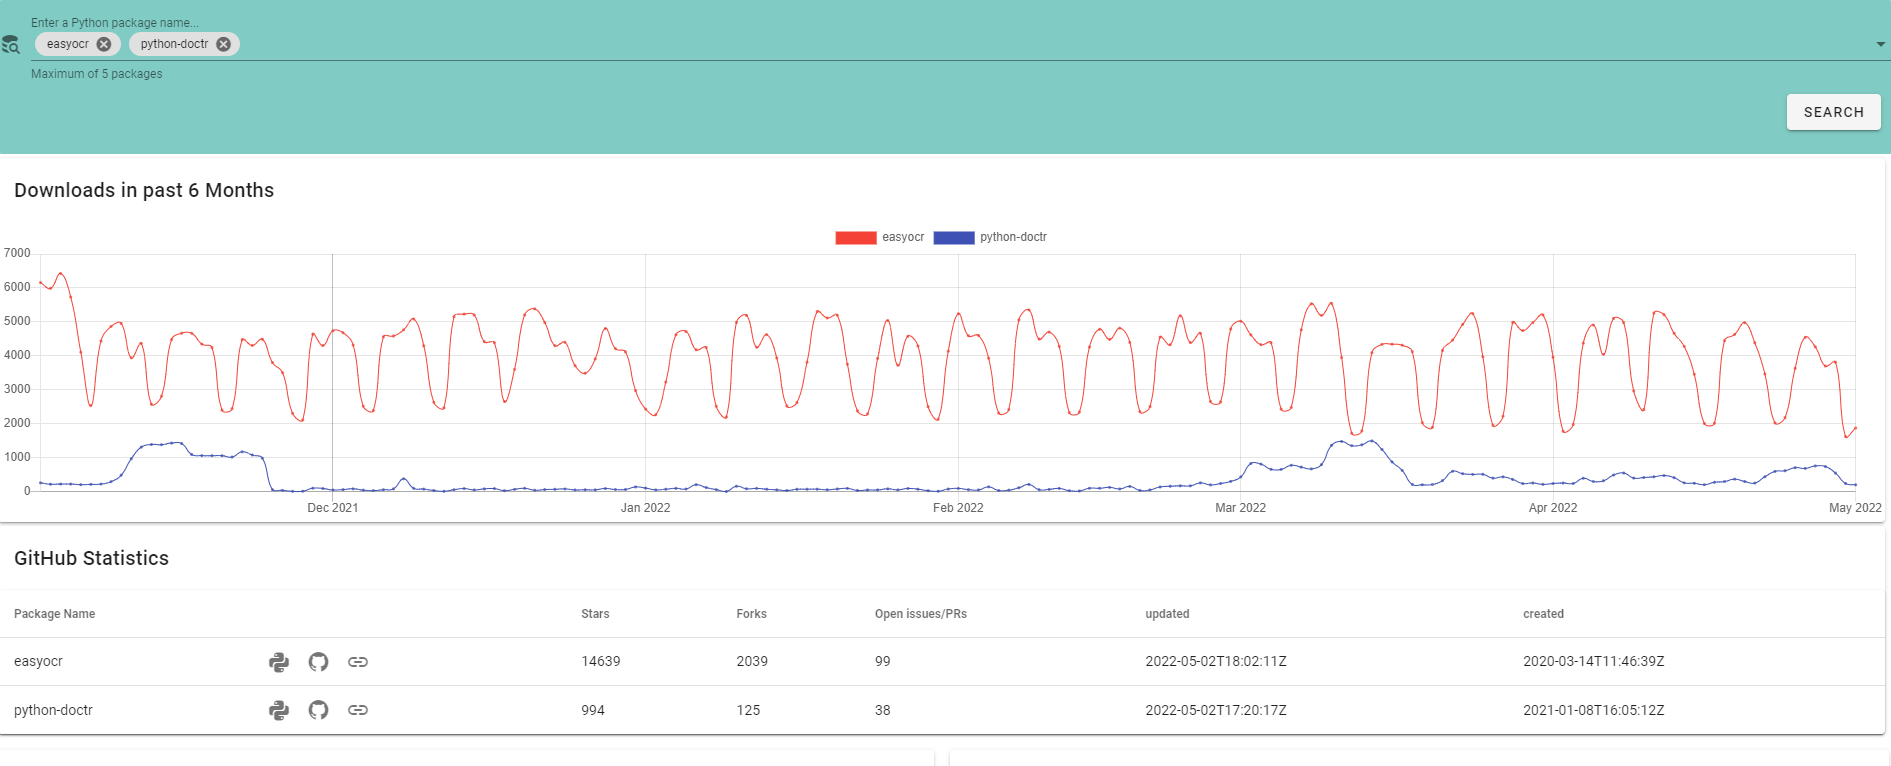 Enter a Python package name...
easyocr python-doctr
Maximum of 5 packages
SEARCH
Downloads in past 6 Months
easyocr python-doctr
7000
6000
5000
4000
3000
2000
1000
0
Dec 2021 Jan 2022 Feb 2022 Mar 2022 Apr 2022 May 2022
GitHub Statistics
Package Name Stars Forks Open issues/PRs updated created
easyocr 14639 2039 99 2022-05-02T18:02:11Z 2020-03-14T11:46:39Z
python-doctr 994 125 38 2022-05-02T17:20:17Z 2021-01-08T16:05:12Z